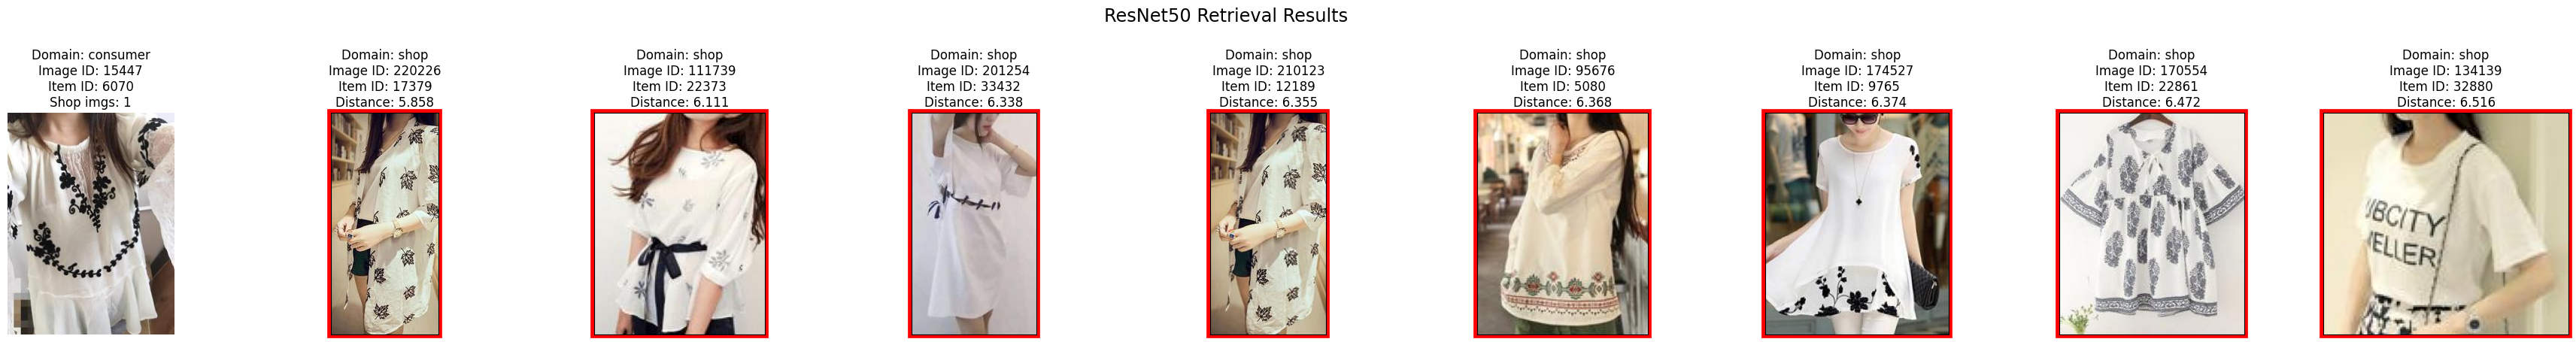 ResNet50 Retrieval Results
Domain: consumer
Image ID: 15447
Item ID: 6070
Shop imgs: 1
Domain: shop
Image ID: 220226
Item ID: 17379
Distance: 5.858
Domain: shop
Image ID: 111739
Item ID: 22373
Distance: 6.111
Domain: shop
Image ID: 201254
Item ID: 33432
Distance: 6.338
Domain: shop
Image ID: 210123
Item ID: 12189
Distance: 6.355
Domain: shop
Image ID: 95676
Item ID: 5080
Distance: 6.368
Domain: shop
Image ID: 174527
Item ID: 9765
Distance: 6.374
Domain: shop
Image ID: 170554
Item ID: 22861
Distance: 6.472
Domain: shop
Image ID: 134139
Item ID: 32880
Distance: 6.516
UBCITY
VELLER